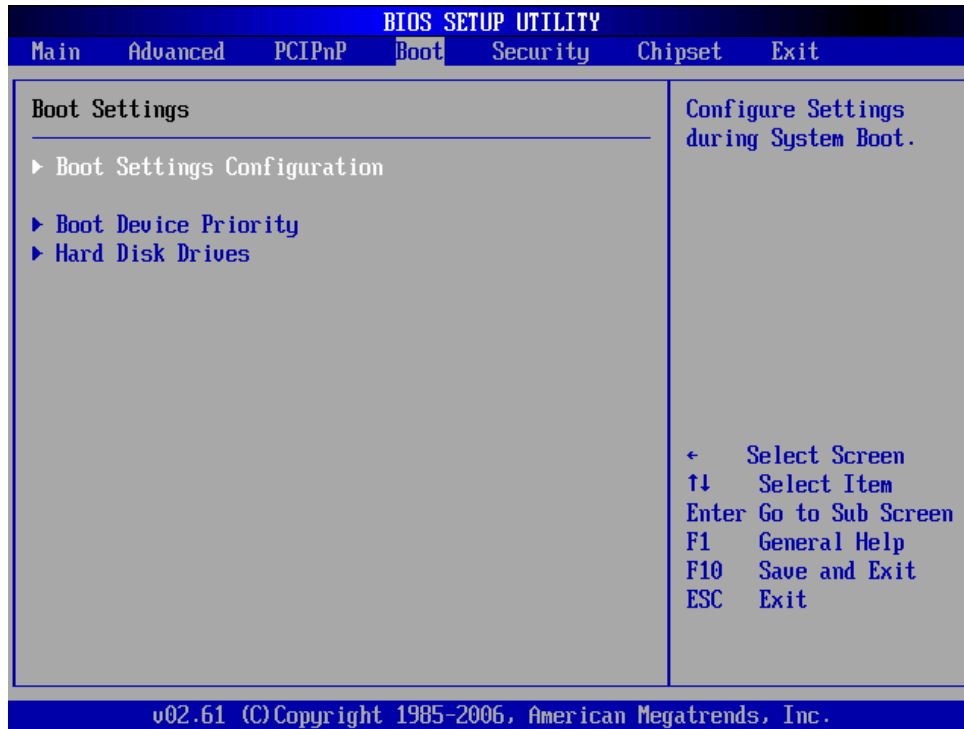 BIOS SETUP UTILITY
Main Advanced PCIPnP Boot Security Chipset Exit
Boot Settings
▶ Boot Settings Configuration
▶ Boot Device Priority
▶ Hard Disk Drives
Configure Settings
during System Boot.
← Select Screen
↑↓ Select Item
Enter Go to Sub Screen
F1 General Help
F10 Save and Exit
ESC Exit
v02.61 (C)Copyright 1985-2006, American Megatrends, Inc.